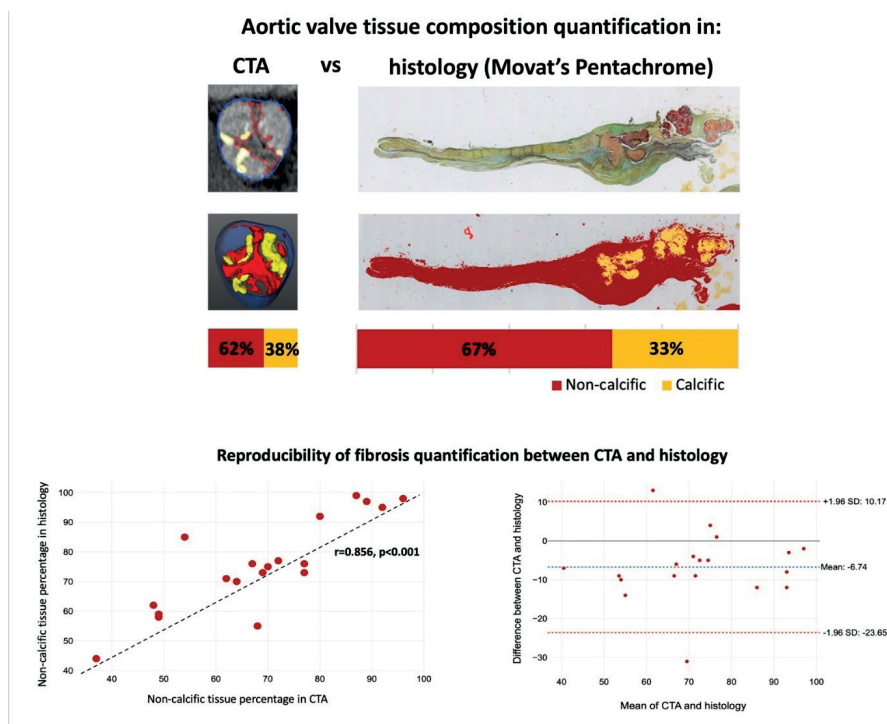 Aortic valve tissue composition quantification in:
CTA vs histology (Movat's Pentachrome)
62% 38% 67% 33%
Non-calcific Calcific
Reproducibility of fibrosis quantification between CTA and histology
Non-calcific tissue percentage in histology
100
90
80
70
60
50
40
r=0.856, p<0.001
40 50 60 70 80 90 100
Non-calcific tissue percentage in CTA
Difference between CTA and histology
10
0
−10
−20
−30
+1.96 SD: 10.17
Mean: -6.74
-1.96 SD: -23.65
40 50 60 70 80 90 100
Mean of CTA and histology